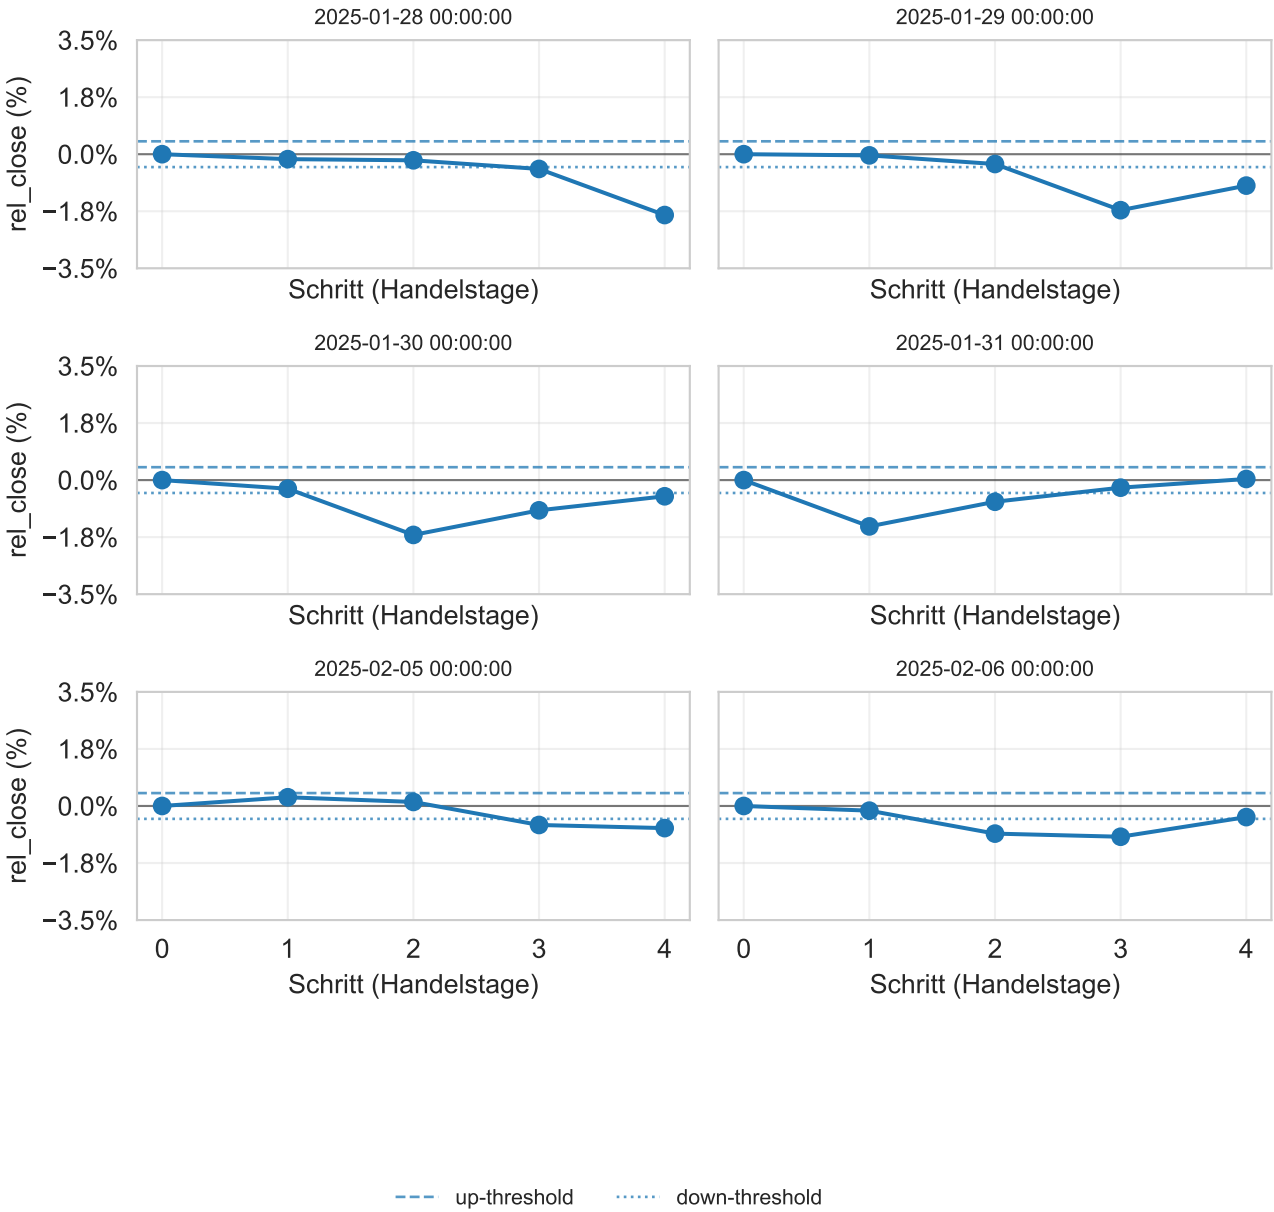 2025-01-28 00:00:00
2025-01-29 00:00:00
3.5%
1.8%
0.0%
−1.8%
−3.5%
rel_close (%)
Schritt (Handelstage)
Schritt (Handelstage)
2025-01-30 00:00:00
2025-01-31 00:00:00
3.5%
1.8%
0.0%
−1.8%
−3.5%
rel_close (%)
Schritt (Handelstage)
Schritt (Handelstage)
2025-02-05 00:00:00
2025-02-06 00:00:00
3.5%
1.8%
0.0%
−1.8%
−3.5%
rel_close (%)
0 1 2 3 4
0 1 2 3 4
Schritt (Handelstage)
Schritt (Handelstage)
up-threshold
down-threshold